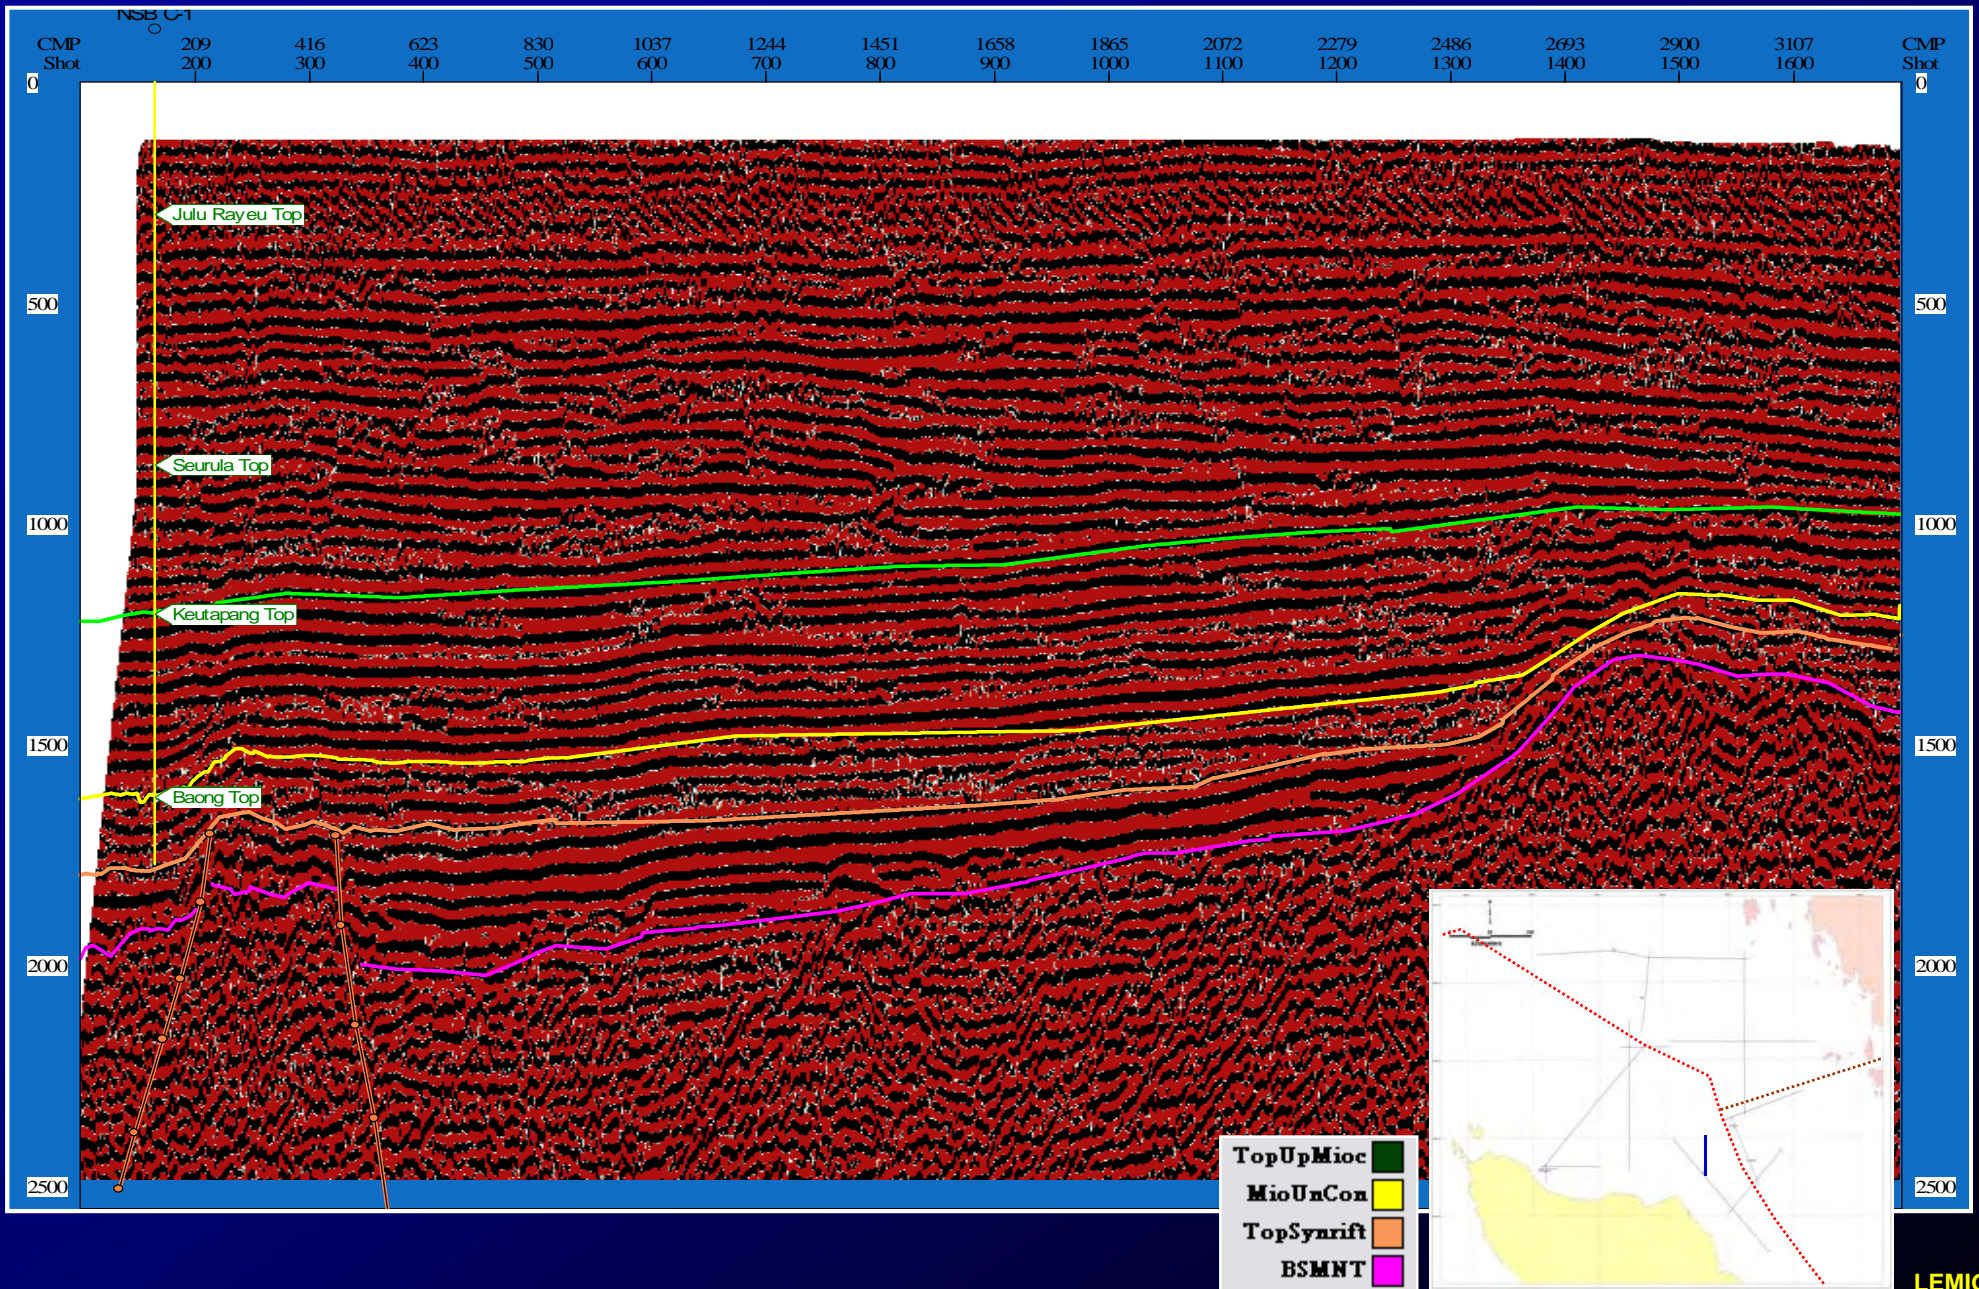 NSB C-1
CMP 209 416 623 830 1037 1244 1451 1658 1865 2072 2279 2486 2693 2900 3107 CMP
Shot 200 300 400 500 600 700 800 900 1000 1100 1200 1300 1400 1500 1600 Shot
0 0
Julu Rayeu Top
500 500
Seurula Top
1000 1000
Keutapang Top
1500 1500
Baong Top
2000 2000
2500 2500
TopUpMioc
MioUnCon
TopSynrift
BSMNT
LEMIG